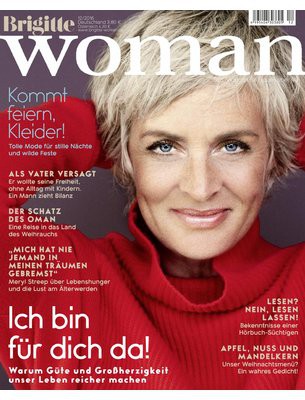 Brigitte
12/2016
woman
Kommt
feiern,
Kleider!
Tolle Mode für stille Nächte
und wilde Feste
ALS VATER VERSAGT
Er wollte seine Freiheit,
ohne Alltag mit Kindern.
Ein Mann zieht Bilanz
DER SCHATZ
DES OMAN
Eine Reise in das Land
des Weihrauchs
„MICH HAT NIE
JEMAND IN
MEINEN TRÄUMEN
GEBREMST“
Meryl Streep über Lebenshunger
und die Lust am Älterwerden
Ich bin
für dich da!
Warum Güte und Großherzigkeit
unser Leben reicher machen
LESEN?
NEIN, LESEN
LASSEN!
Bekenntnisse einer
Hörbuch-Süchtigen
APFEL, NUSS UND
MANDELKERN
Unser Weihnachtsmenü?
Ein wahres Gedicht!